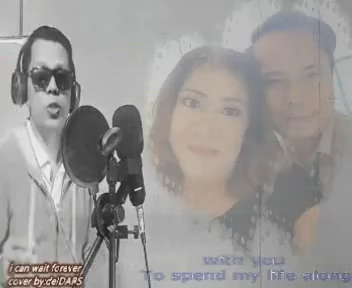 i can wait forever
cover by:delDARS
with you
To spend my life along